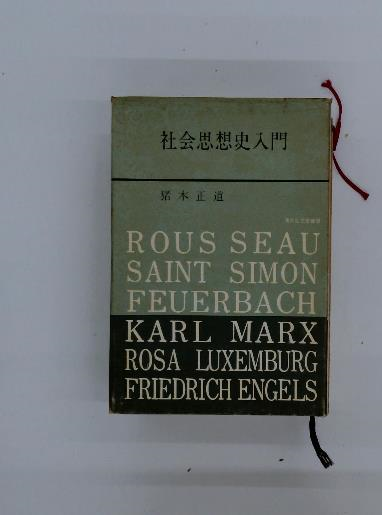 社会思想史入門
猪木正道
ROUS SEAU
SAINT SIMON
FEUERBACH
KARL MARX
ROSA LUXEMBURG
FRIEDRICH ENGELS